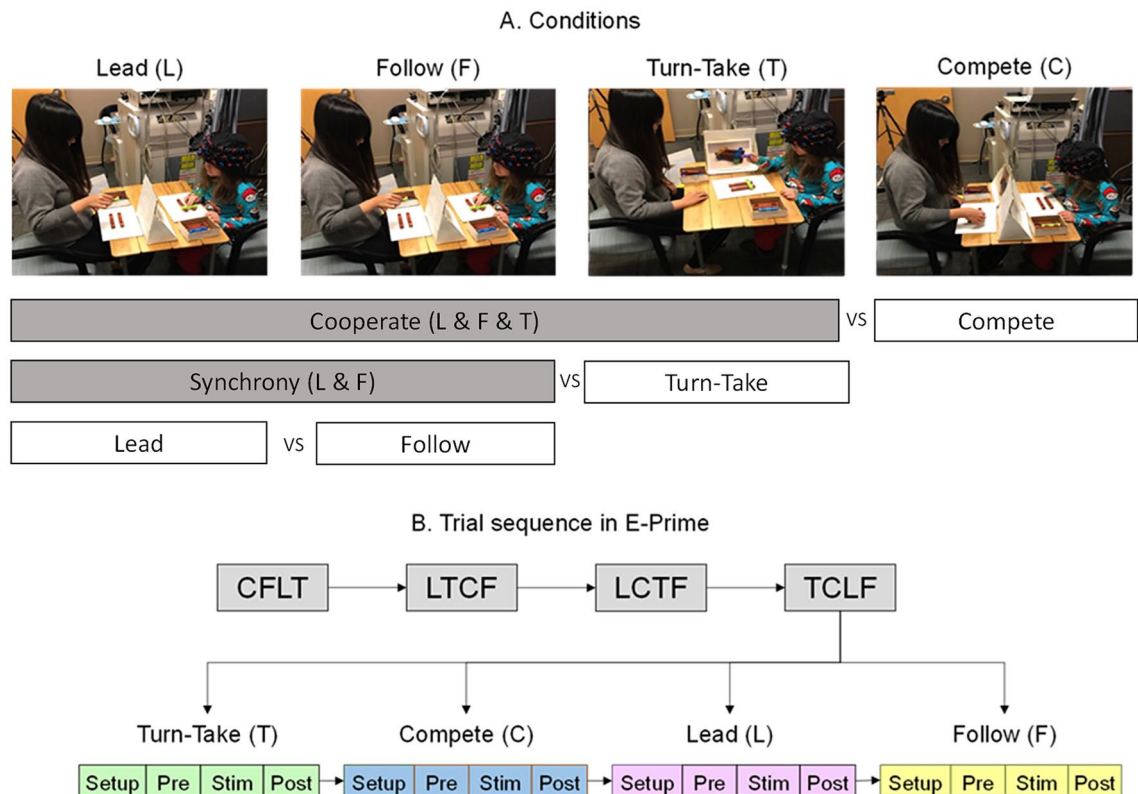 A. Conditions
Lead (L) Follow (F) Turn-Take (T) Compete (C)
Cooperate (L & F & T) VS Compete
Synchrony (L & F) VS Turn-Take
Lead VS Follow
B. Trial sequence in E-Prime
CFLT LTCF LCTF TCLF
Turn-Take (T) Compete (C) Lead (L) Follow (F)
Setup Pre Stim Post Setup Pre Stim Post Setup Pre Stim Post Setup Pre Stim Post